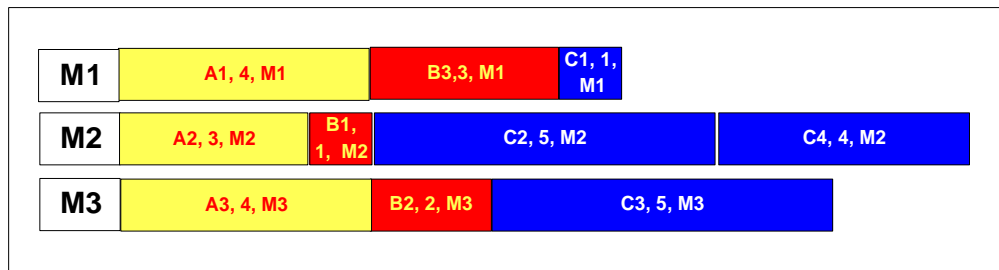 M1
A1, 4, M1
B3,3, M1
C1, 1,
M1
M2
A2, 3, M2
B1,
1, M2
C2, 5, M2
C4, 4, M2
M3
A3, 4, M3
B2, 2, M3
C3, 5, M3